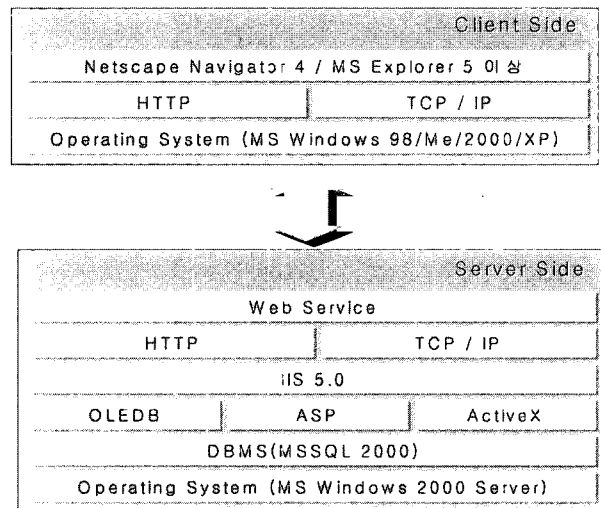 Client Side
Netscape Navigator 4 / MS Explorer 5 이상
HTTP TCP / IP
Operating System (MS Windows 98/Me/2000/XP)
Server Side
Web Service
HTTP TCP / IP
IIS 5.0
OLEDB ASP ActiveX
DBMS(MSSQL 2000)
Operating System (MS Windows 2000 Server)